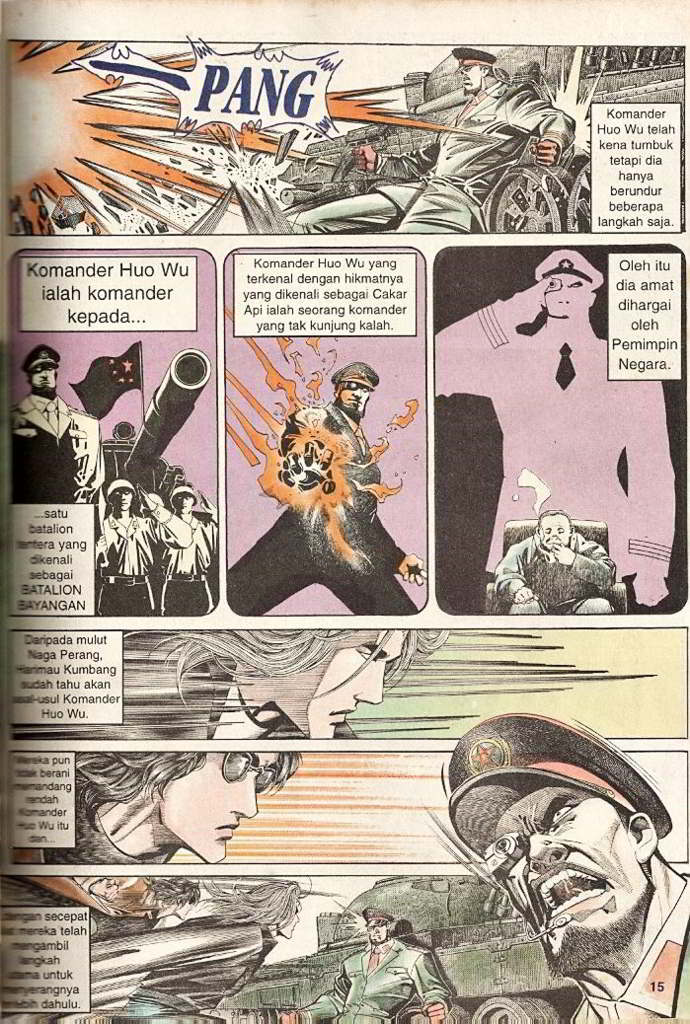 PANG
Komander
Huo Wu telah
kena tumbuk
tetapi dia
hanya
berundur
beberapa
langkah saja.
Komander Huo Wu
ialah komander
kepada...
...satu
batalion
tentera yang
dikenali
sebagai
BATALION
BAYANGAN
Komander Huo Wu yang
terkenal dengan hikmatnya
yang dikenali sebagai Cakar
Api ialah seorang komander
yang tak kunjung kalah.
Oleh itu
dia amat
dihargai
oleh
Pemimpin
Negara.
Daripada mulut
Naga Perang,
Harimau Kumbang
sudah tahu akan
asal-usul Komander
Huo Wu.
Mereka pun
tidak berani
memandang
rendah
Komander
Huo Wu itu
dan...
dengan secepat
mereka telah
mengambil
langkah
untuk
menyerangnya
terlebih dahulu.
15